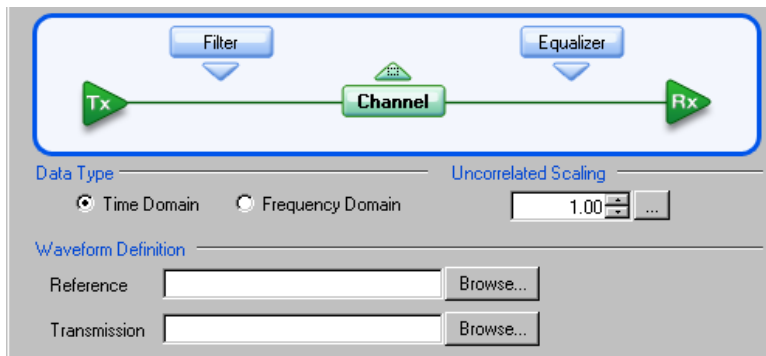 Filter Equalizer
Tx Channel Rx
Data Type Uncorrelated Scaling
Time Domain Frequency Domain 1.00 ...
Waveform Definition
Reference Browse...
Transmission Browse...